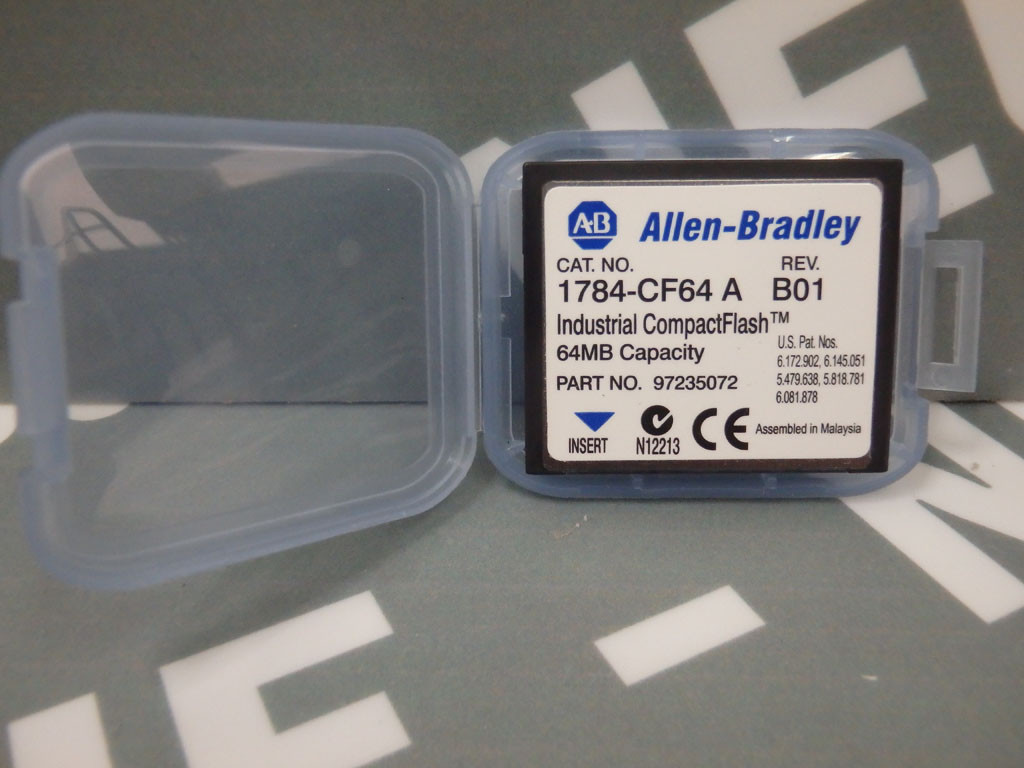 AB Allen-Bradley
CAT. NO. REV.
1784-CF64 A B01
Industrial CompactFlash™
64MB Capacity
U.S. Pat. Nos.
6.172.902, 6.145.051
5.479.638, 5.818.781
6.081.878
PART NO. 97235072
INSERT
N12213
CE
Assembled in Malaysia